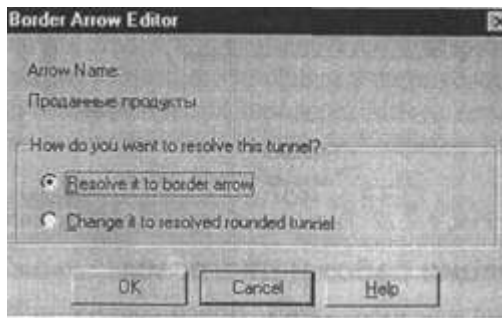 Border Arrow Editor
Arrow Name
Проданные продукты
How do you want to resolve this tunnel?
Resolve it to border arrow
Change it to resolved rounded tunnel
OK Cancel Help